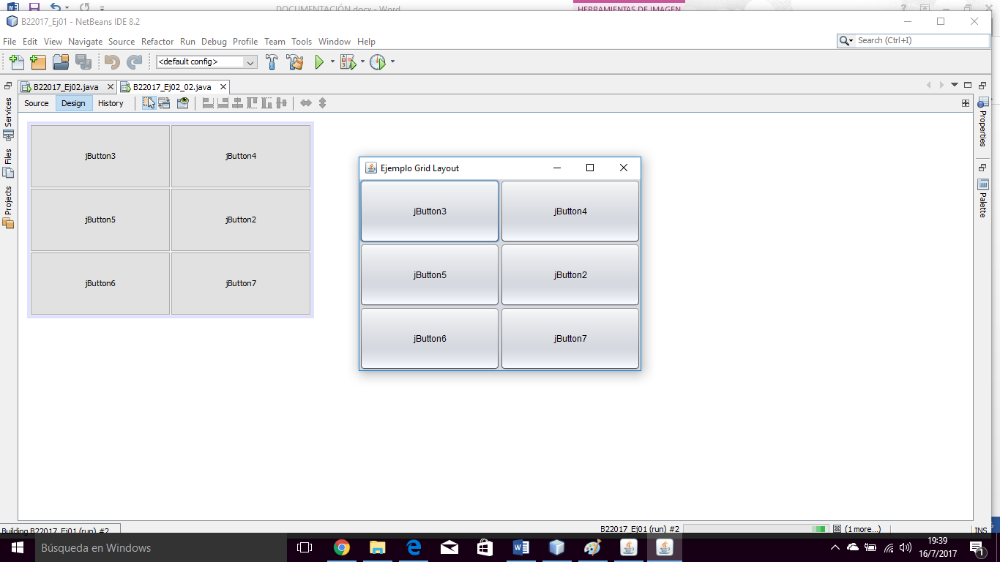 DOCUMENTACIÓN.docx - Word
HERRAMIENTAS DE IMAGEN
B22017_Ej01 - NetBeans IDE 8.2
File Edit View Navigate Source Refactor Run Debug Profile Team Tools Window Help
Search (Ctrl+I)
<default config>
B22017_Ej02.java
B22017_Ej02_02.java
Source Design History
Services
Files
Projects
Properties
Palette
jButton3 jButton4
jButton5 jButton2
jButton6 jButton7
Ejemplo Grid Layout
jButton3 jButton4
jButton5 jButton2
jButton6 jButton7
Building B22017_Ej01 (run) #2
B22017_Ej01 (run) #2
(1 more...)
INS
Búsqueda en Windows
19:39
16/7/2017
1